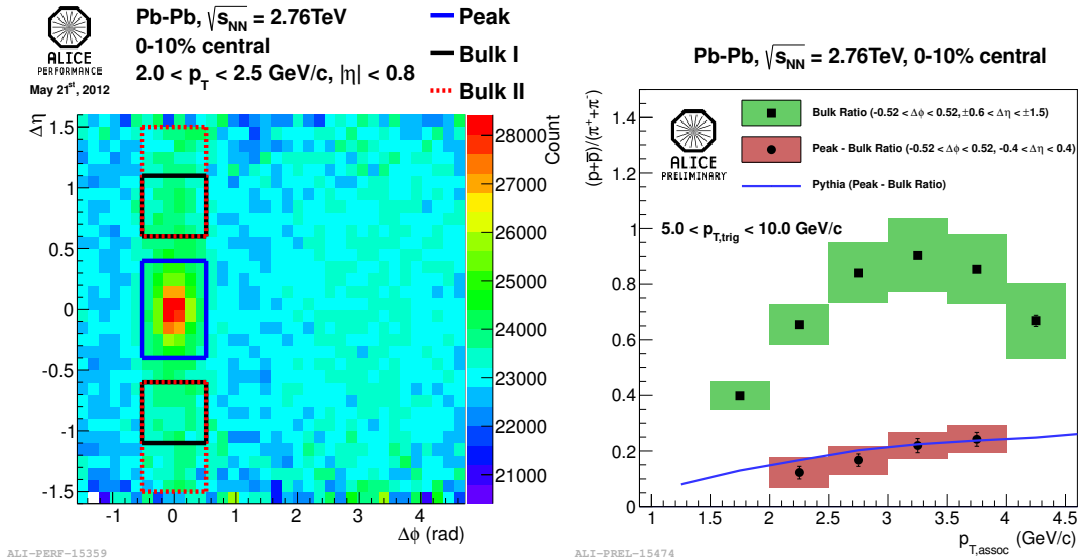 ALICE
PERFORMANCE
May 21st, 2012
Pb-Pb, √sNN = 2.76TeV
0-10% central
2.0 < pT < 2.5 GeV/c, |η| < 0.8
Peak
Bulk I
Bulk II
Δη
1.5
1
0.5
0
-0.5
-1
-1.5
-1 0 1 2 3 4
Δϕ (rad)
Count
28000
27000
26000
25000
24000
23000
22000
21000
ALI-PERF-15359
Pb-Pb, √sNN = 2.76TeV, 0-10% central
(p+p̄)/(π⁺+π⁻)
1.4
1.2
1
0.8
0.6
0.4
0.2
0
ALICE
PRELIMINARY
Bulk Ratio (-0.52 < Δϕ < 0.52, ±0.6 < Δη < ±1.5)
Peak - Bulk Ratio (-0.52 < Δϕ < 0.52, -0.4 < Δη < 0.4)
Pythia (Peak - Bulk Ratio)
5.0 < pT,trig < 10.0 GeV/c
1 1.5 2 2.5 3 3.5 4 4.5
pT,assoc (GeV/c)
ALI-PREL-15474